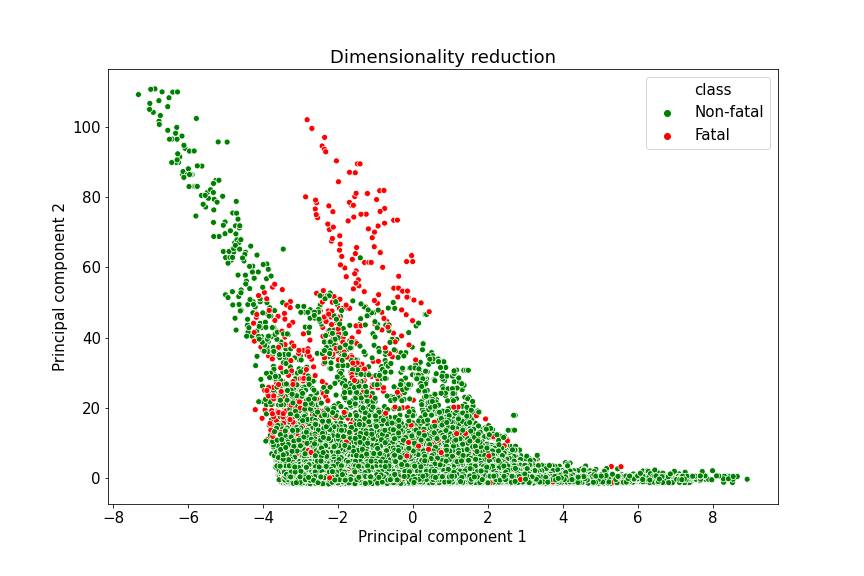 Dimensionality reduction
class
Non-fatal
Fatal
Principal component 2
100
80
60
40
20
0
−8 −6 −4 −2 0 2 4 6 8
Principal component 1